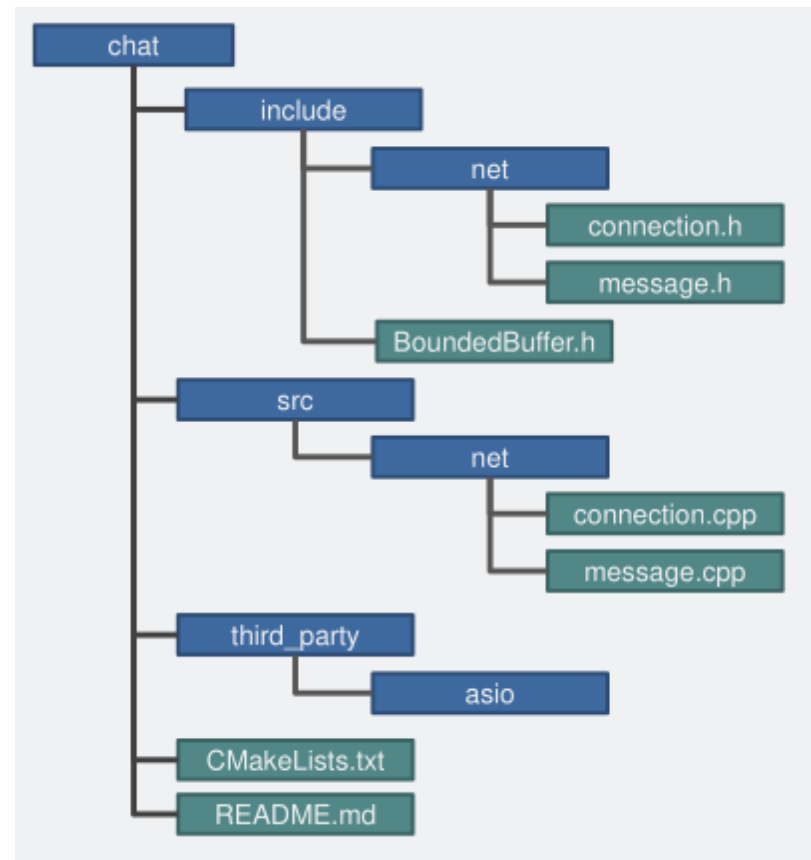 chat
include
net
connection.h
message.h
BoundedBuffer.h
src
net
connection.cpp
message.cpp
third_party
asio
CMakeLists.txt
README.md